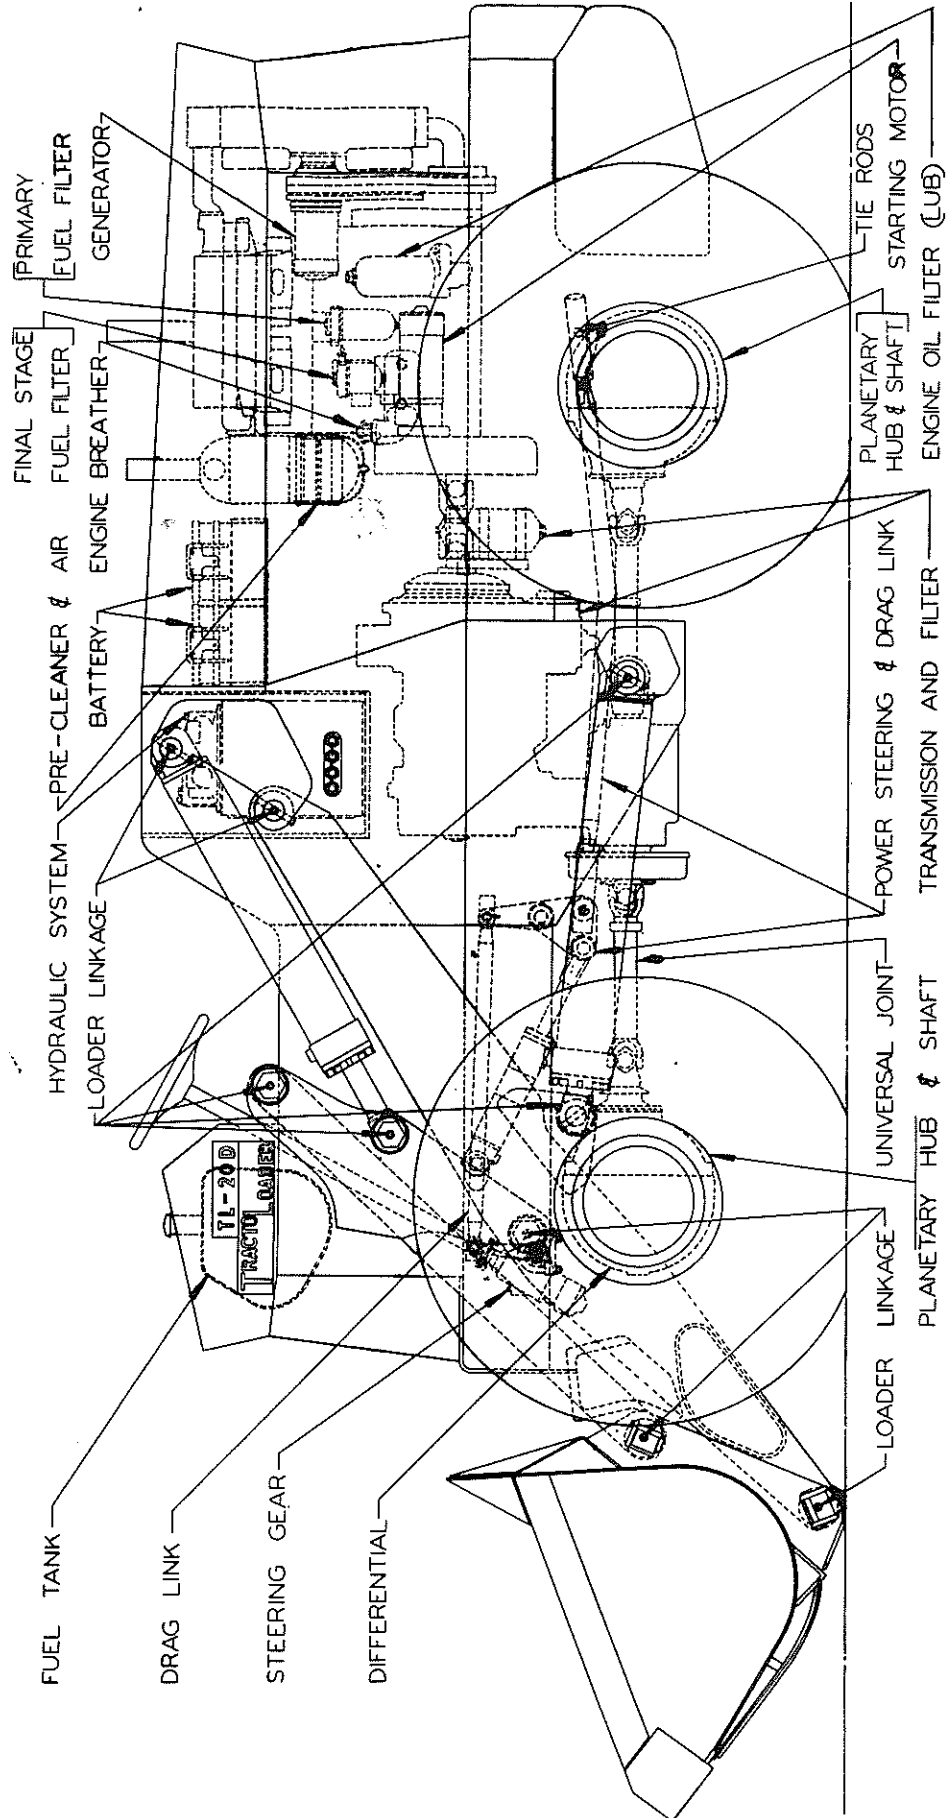 FUEL TANK
DRAG LINK
STEERING GEAR
DIFFERENTIAL
TL-20D
TRACTO
LOADER
HYDRAULIC SYSTEM
LOADER LINKAGE
PRE-CLEANER & AIR
BATTERY
FINAL STAGE
FUEL FILTER
ENGINE BREATHER
PRIMARY
FUEL FILTER
GENERATOR
LOADER LINKAGE
UNIVERSAL JOINT
PLANETARY HUB & SHAFT
POWER STEERING & DRAG LINK
TRANSMISSION AND FILTER
PLANETARY
HUB & SHAFT
TIE RODS
STARTING MOTOR
ENGINE OIL FILTER (LUB)